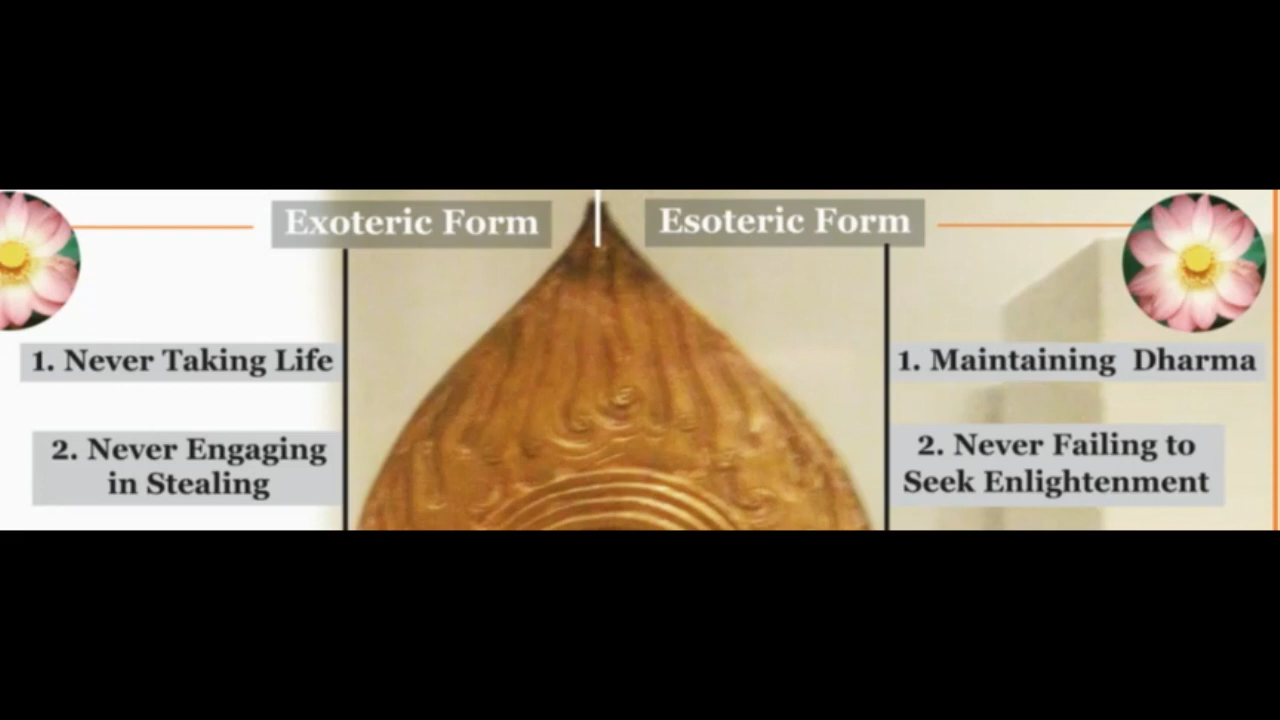 Exoteric Form
Esoteric Form
1. Never Taking Life
2. Never Engaging
in Stealing
1. Maintaining Dharma
2. Never Failing to
Seek Enlightenment